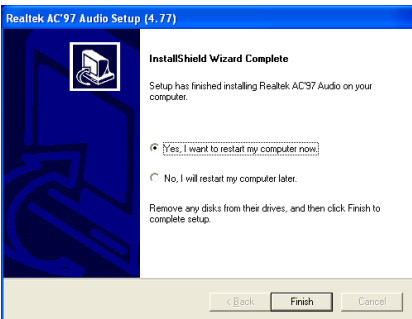 Realtek AC'97 Audio Setup (4.77)
InstallShield Wizard Complete
Setup has finished installing Realtek AC'97 Audio on your
computer.
Yes, I want to restart my computer now.
No, I will restart my computer later.
Remove any disks from their drives, and then click Finish to
complete setup.
< Back Finish Cancel